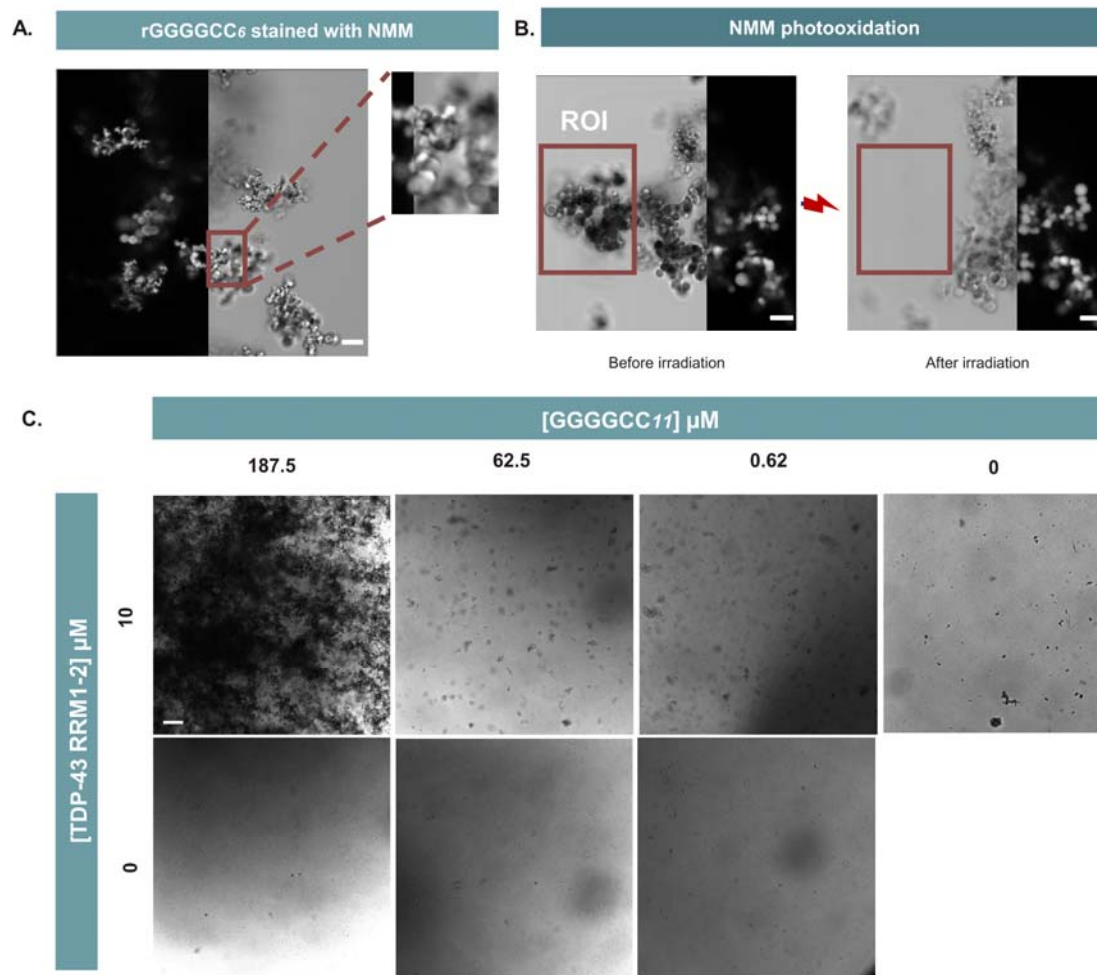 A.
rGGGGCC6 stained with NMM
B.
NMM photooxidation
ROI
Before irradiation
After irradiation
C.
[GGGGCC11] µM
187.5
62.5
0.62
0
[TDP-43 RRM1-2] µM
10
0